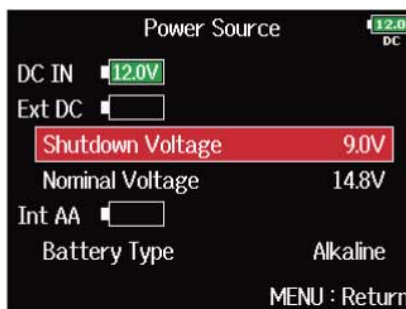 Power Source
12.0
DC
DC IN 12.0V
Ext DC
Shutdown Voltage 9.0V
Nominal Voltage 14.8V
Int AA
Battery Type Alkaline
MENU : Return